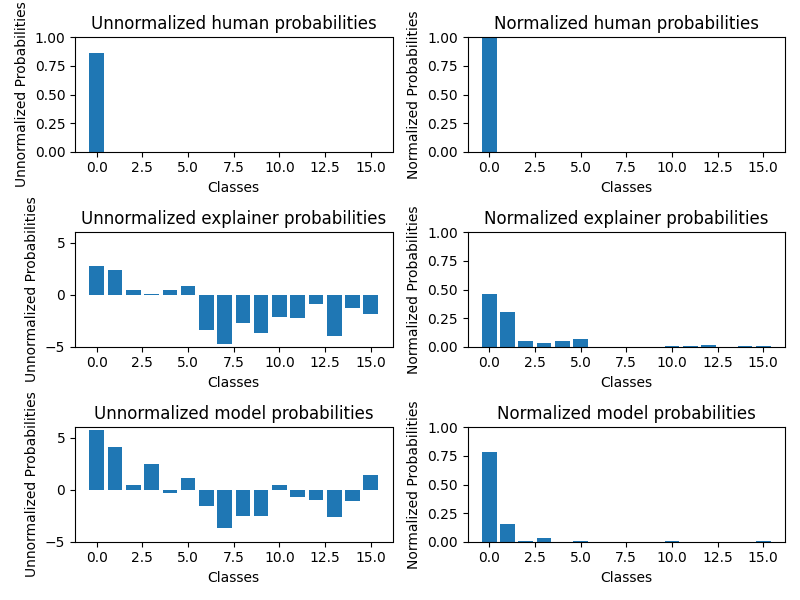 Unnormalized human probabilities
Unnormalized Probabilities
1.00
0.75
0.50
0.25
0.00
0.0 2.5 5.0 7.5 10.0 12.5 15.0
Classes
Normalized human probabilities
Normalized Probabilities
1.00
0.75
0.50
0.25
0.00
0.0 2.5 5.0 7.5 10.0 12.5 15.0
Classes
Unnormalized explainer probabilities
Unnormalized Probabilities
5
0
−5
0.0 2.5 5.0 7.5 10.0 12.5 15.0
Classes
Normalized explainer probabilities
Normalized Probabilities
1.00
0.75
0.50
0.25
0.00
0.0 2.5 5.0 7.5 10.0 12.5 15.0
Classes
Unnormalized model probabilities
Unnormalized Probabilities
5
0
−5
0.0 2.5 5.0 7.5 10.0 12.5 15.0
Classes
Normalized model probabilities
Normalized Probabilities
1.00
0.75
0.50
0.25
0.00
0.0 2.5 5.0 7.5 10.0 12.5 15.0
Classes